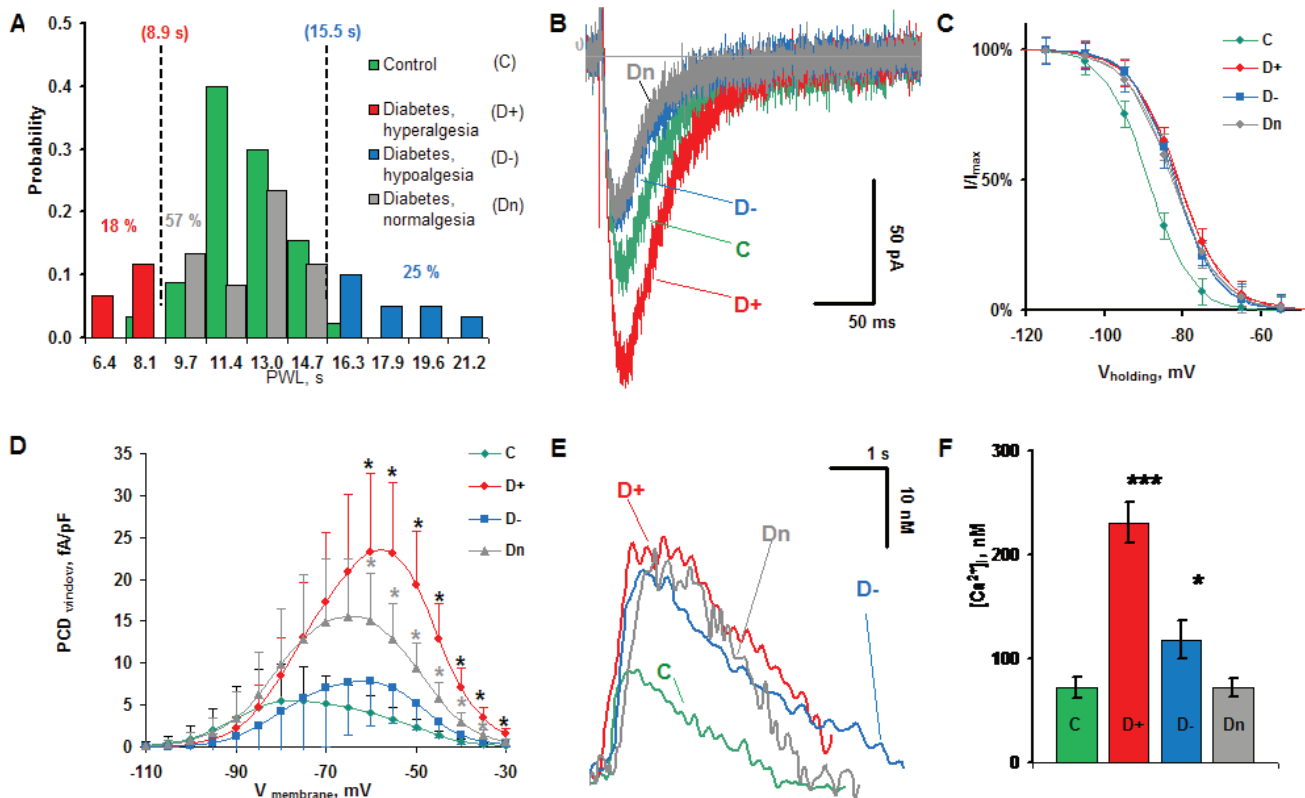 A
0.5
0.4
0.3
0.2
0.1
0.0
Probability
(8.9 s)
(15.5 s)
Control (C)
Diabetes, hyperalgesia (D+)
Diabetes, hypoalgesia (D-)
Diabetes, normalgesia (Dn)
18 %
57 %
25 %
6.4 8.1 9.7 11.4 13.0 14.7 16.3 17.9 19.6 21.2
PWL, s
B
0
Dn
D-
C
D+
50 pA
50 ms
C
C
D+
D-
Dn
100%
50%
0%
I/Imax
-120 -100 -80 -60
Vholding, mV
D
C
D+
D-
Dn
35
30
25
20
15
10
5
0
PCD window, fA/pF
* * * * * * *
* * * * * *
-110 -90 -70 -50 -30
V membrane, mV
E
1 s
10 nM
D+
Dn
D-
C
F
300
200
100
0
[Ca2+]i, nM
***
*
C D+ D- Dn